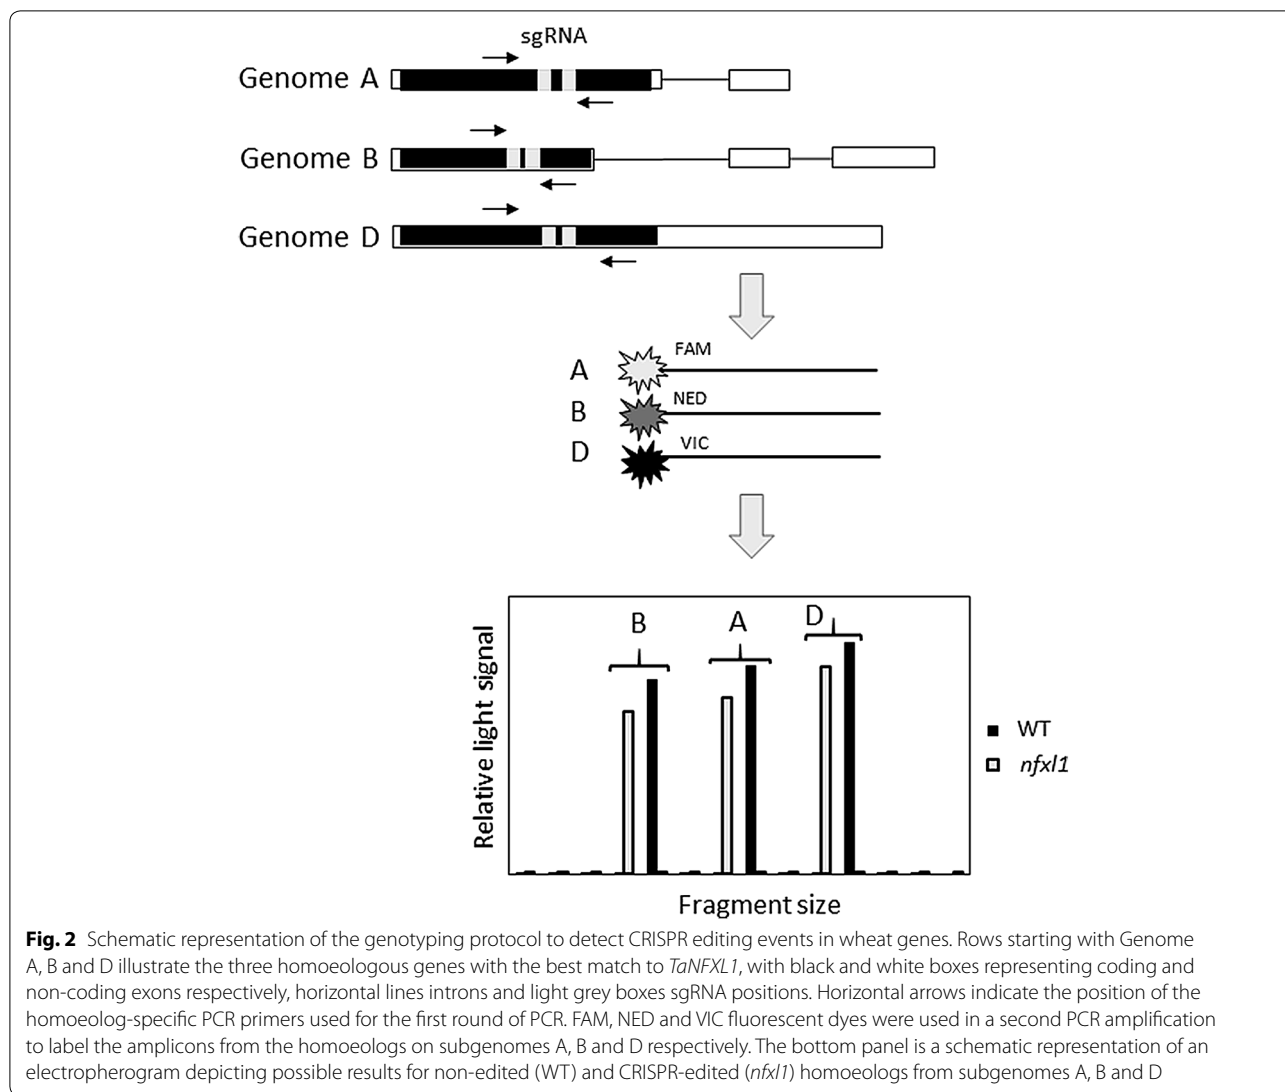 sgRNA
Genome A
Genome B
Genome D
A
FAM
B
NED
D
VIC
B
A
D
Relative light signal
WT
nfxl1
Fragment size
Fig. 2 Schematic representation of the genotyping protocol to detect CRISPR editing events in wheat genes. Rows starting with Genome
A, B and D illustrate the three homoeologous genes with the best match to TaNFXL1, with black and white boxes representing coding and
non-coding exons respectively, horizontal lines introns and light grey boxes sgRNA positions. Horizontal arrows indicate the position of the
homoeolog-specific PCR primers used for the first round of PCR. FAM, NED and VIC fluorescent dyes were used in a second PCR amplification
to label the amplicons from the homoeologs on subgenomes A, B and D respectively. The bottom panel is a schematic representation of an
electropherogram depicting possible results for non-edited (WT) and CRISPR-edited (nfxl1) homoeologs from subgenomes A, B and D